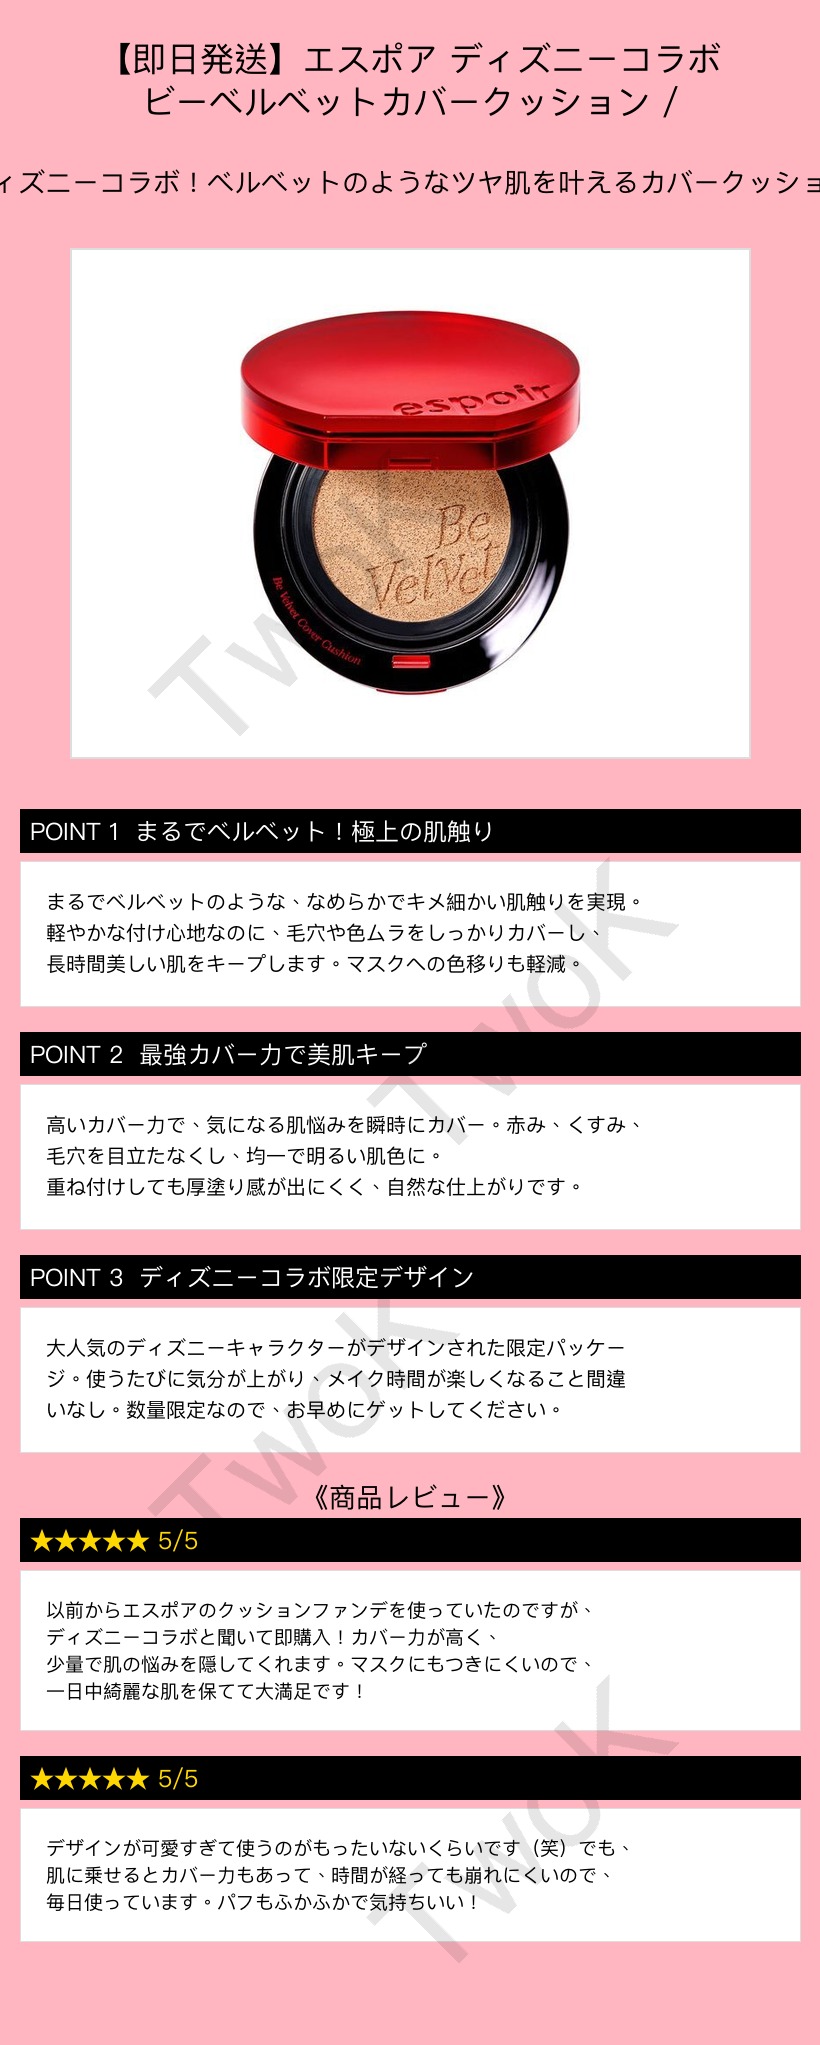 【即日発送】エスポア ディズニーコラボ
ビーベルベットカバークッション /
ィズニーコラボ！ベルベットのようなツヤ肌を叶えるカバークッショ
espoir
Be
Velvet
Be Velvet Cover Cushion
TwoK
POINT 1 まるでベルベット！極上の肌触り
まるでベルベットのような、なめらかでキメ細かい肌触りを実現。
軽やかな付け心地なのに、毛穴や色ムラをしっかりカバーし、
長時間美しい肌をキープします。マスクへの色移りも軽減。
TwoK
POINT 2 最強カバー力で美肌キープ
高いカバー力で、気になる肌悩みを瞬時にカバー。赤み、くすみ、
毛穴を目立たなくし、均一で明るい肌色に。
重ね付けしても厚塗り感が出にくく、自然な仕上がりです。
POINT 3 ディズニーコラボ限定デザイン
大人気のディズニーキャラクターがデザインされた限定パッケー
ジ。使うたびに気分が上がり、メイク時間が楽しくなること間違
いなし。数量限定なので、お早めにゲットしてください。
TwoK
《商品レビュー》
★★★★★ 5/5
以前からエスポアのクッションファンデを使っていたのですが、
ディズニーコラボと聞いて即購入！カバー力が高く、
少量で肌の悩みを隠してくれます。マスクにもつきにくいので、
一日中綺麗な肌を保てて大満足です！
★★★★★ 5/5
デザインが可愛すぎて使うのがもったいないくらいです（笑）でも、
肌に乗せるとカバー力もあって、時間が経っても崩れにくいので、
毎日使っています。パフもふかふかで気持ちいい！
TwoK